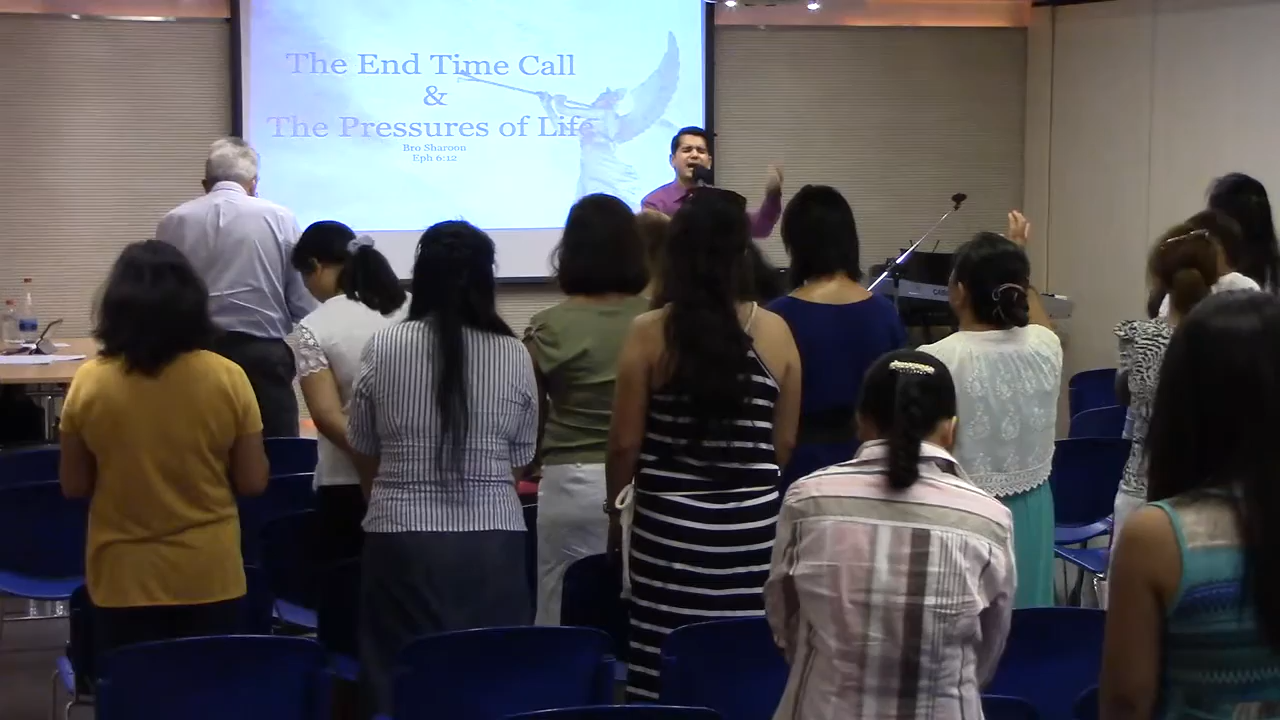 The End Time Call
&
The Pressures of Life
Bro Sharoon
Eph 6:12